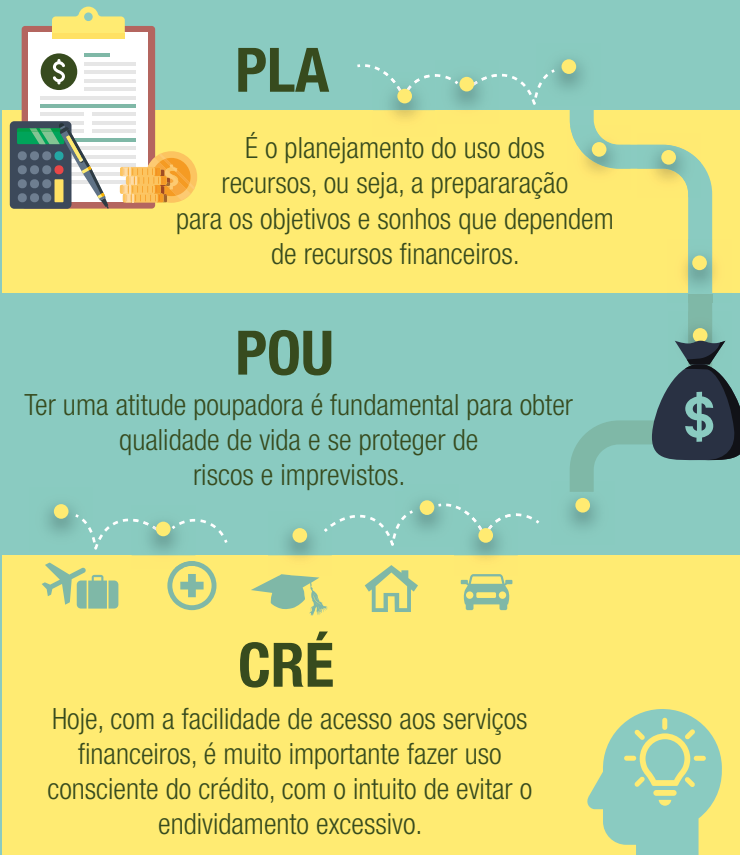 $
PLA
É o planejamento do uso dos
recursos, ou seja, a prepararação
para os objetivos e sonhos que dependem
de recursos financeiros.
$
POU
Ter uma atitude poupadora é fundamental para obter
qualidade de vida e se proteger de
riscos e imprevistos.
$
CRÉ
Hoje, com a facilidade de acesso aos serviços
financeiros, é muito importante fazer uso
consciente do crédito, com o intuito de evitar o
endividamento excessivo.